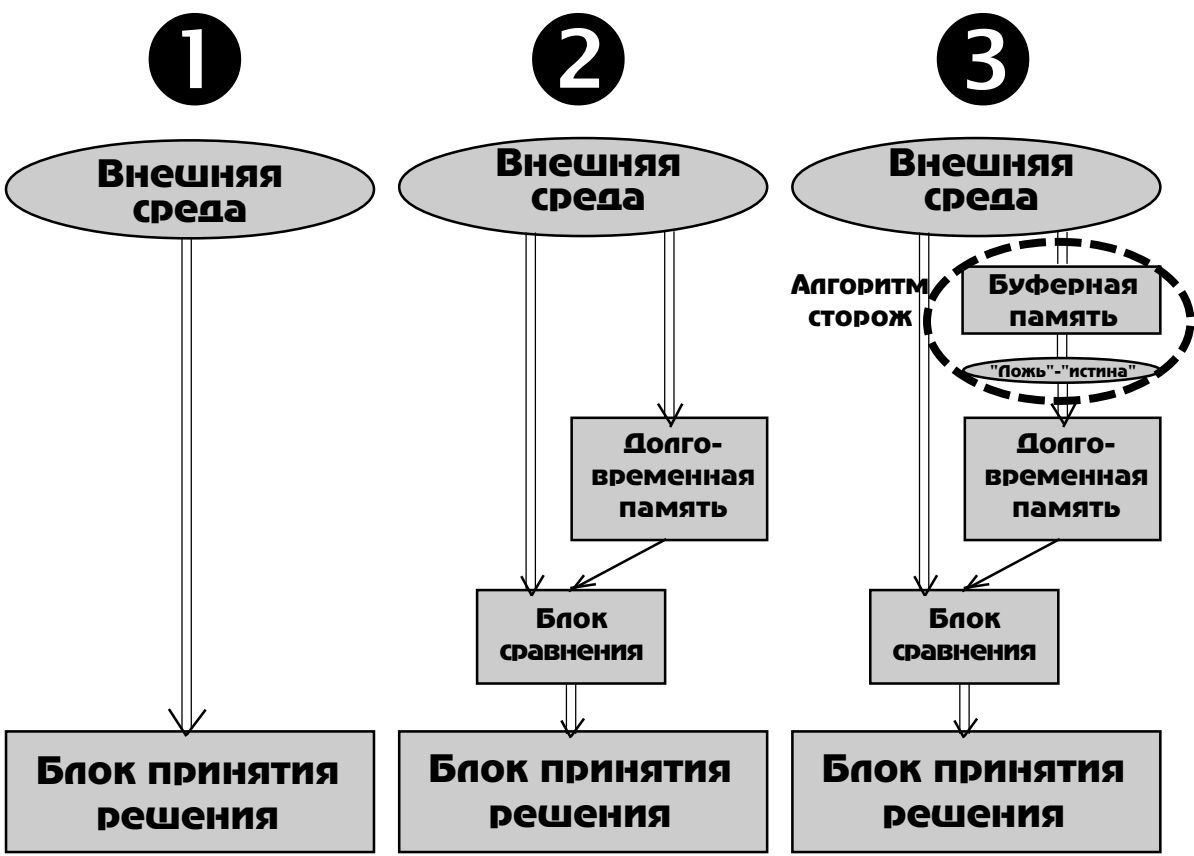 1
2
3
Внешняя
среда
Внешняя
среда
Внешняя
среда
Алгоритм
сторож
Буферная
память
"Ложь"-"истина"
Долго-
временная
память
Долго-
временная
память
Блок
сравнения
Блок
сравнения
Блок принятия
решения
Блок принятия
решения
Блок принятия
решения